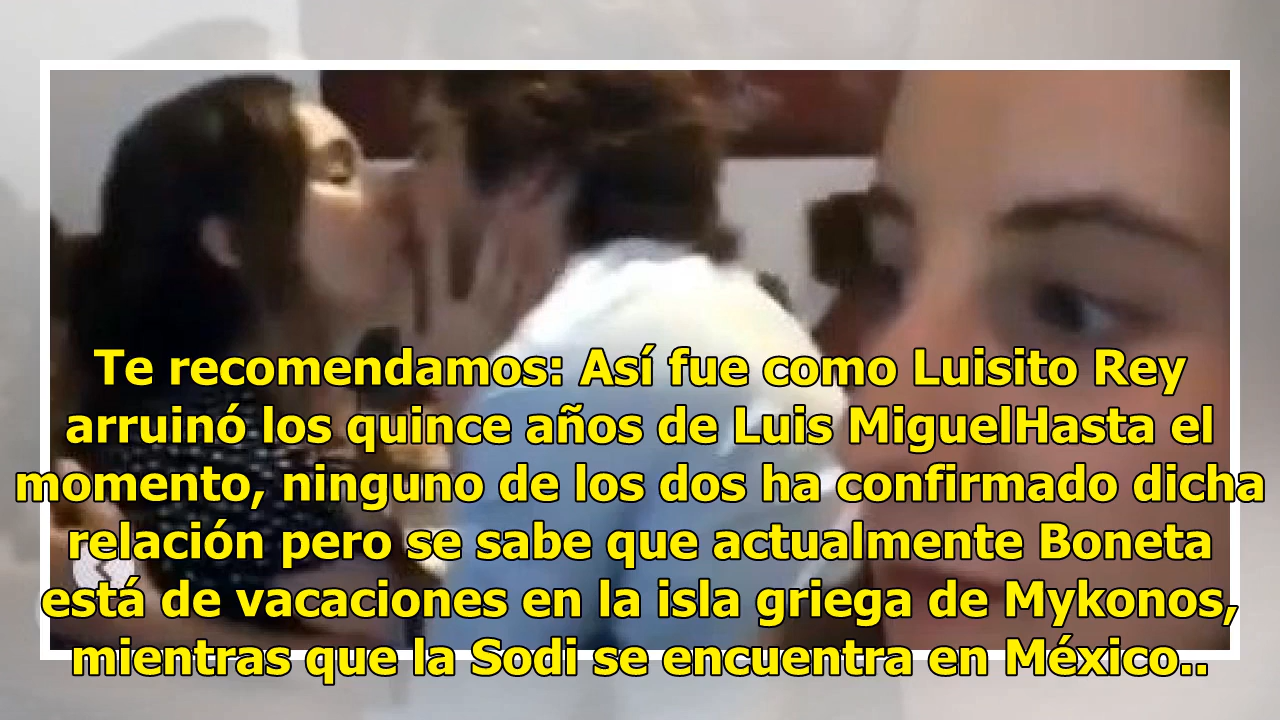 Te recomendamos: Así fue como Luisito Rey
arruinó los quince años de Luis MiguelHasta el
momento, ninguno de los dos ha confirmado dicha
relación pero se sabe que actualmente Boneta
está de vacaciones en la isla griega de Mykonos,
mientras que la Sodi se encuentra en México..